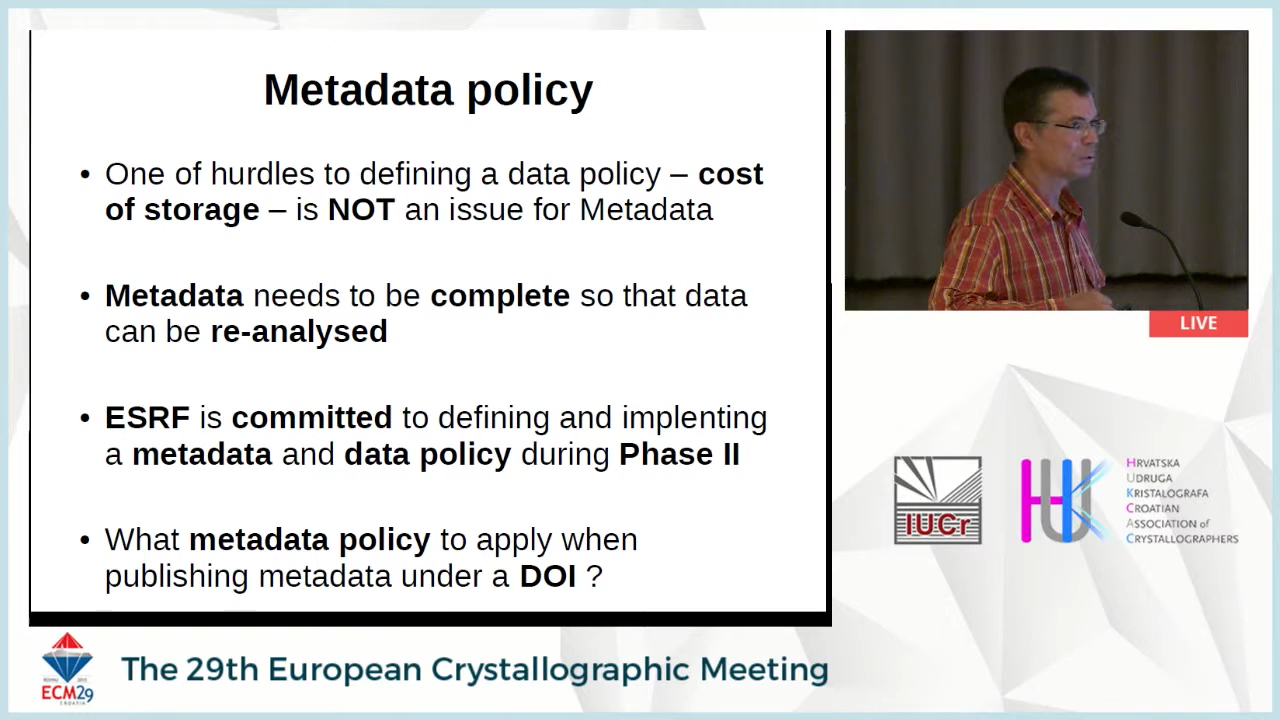 Metadata policy
• One of hurdles to defining a data policy – cost
of storage – is NOT an issue for Metadata
• Metadata needs to be complete so that data
can be re-analysed
• ESRF is committed to defining and implenting
a metadata and data policy during Phase II
• What metadata policy to apply when
publishing metadata under a DOI ?
LIVE
IUCr
HRVATSKA
UDRUGA
KRISTALOGRAFA
CROATIAN
ASSOCIATION of
CRYSTALLOGRAPHERS
ECM29
CROATIA
The 29th European Crystallographic Meeting